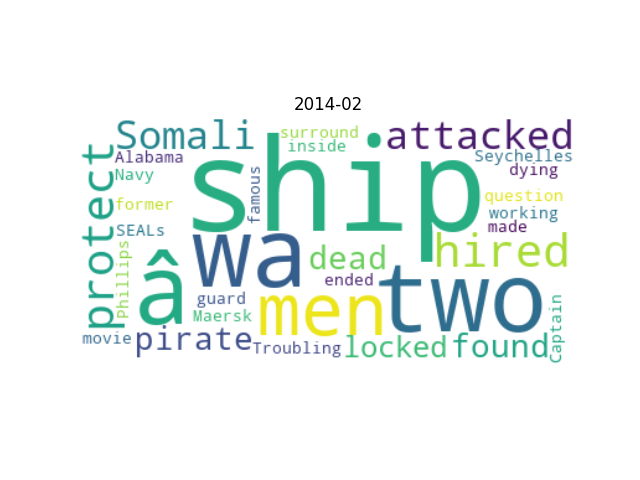 2014-02
Somali
surround
attacked
inside
Alabama
ship
Seychelles
Navy
dying
protect
famous
former
question
working
SEALs
made
wa
hired
Phillips
â
dead
ended
two
guard
men
Maersk
movie
pirate
Troubling
locked
found
Captain